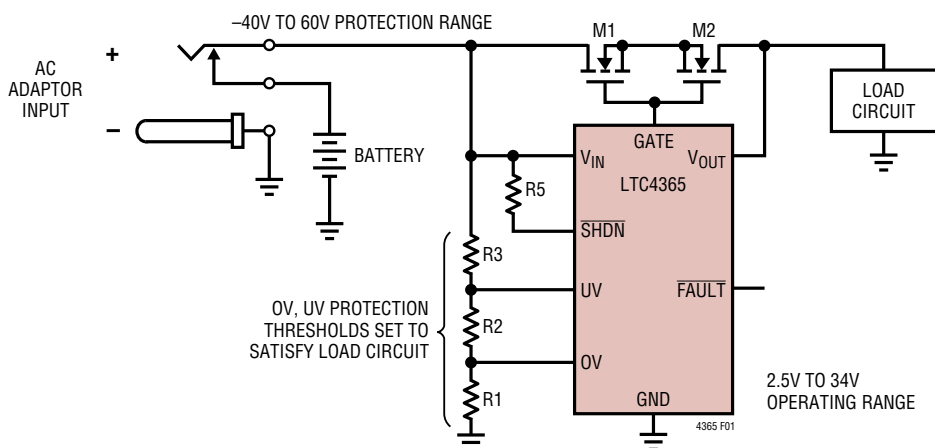 –40V TO 60V PROTECTION RANGE
M1
M2
+
AC
ADAPTOR
INPUT
–
BATTERY
LOAD
CIRCUIT
GATE
VIN
VOUT
LTC4365
R5
SHDN
R3
UV
FAULT
OV, UV PROTECTION
THRESHOLDS SET TO
SATISFY LOAD CIRCUIT
R2
OV
R1
GND
2.5V TO 34V
OPERATING RANGE
4365 F01